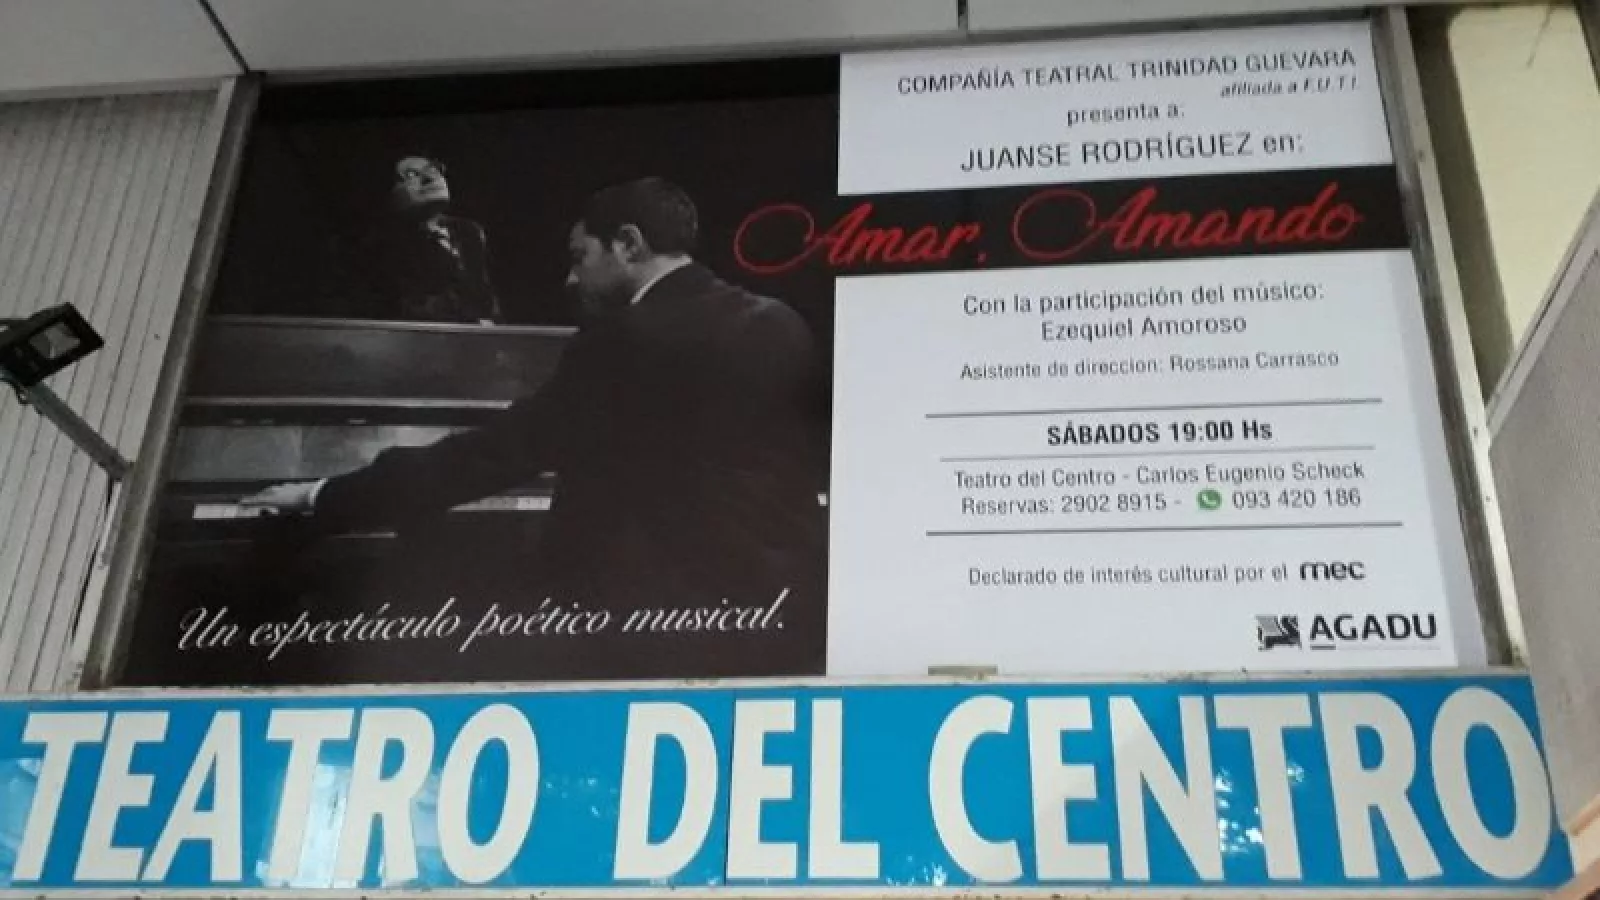 COMPAÑÍA TEATRAL TRINIDAD GUEVARA
afiliada a F.U.T.I.
presenta a:
JUANSE RODRÍGUEZ en:
Amar, Amando
Con la participación del músico:
Ezequiel Amoroso
Asistente de direccion: Rossana Carrasco
SÁBADOS 19:00 Hs
Teatro del Centro - Carlos Eugenio Scheck
Reservas: 2902 8915 - 093 420 186
Declarado de interés cultural por el mec
AGADU
Un espectáculo poético musical.
TEATRO DEL CENTRO